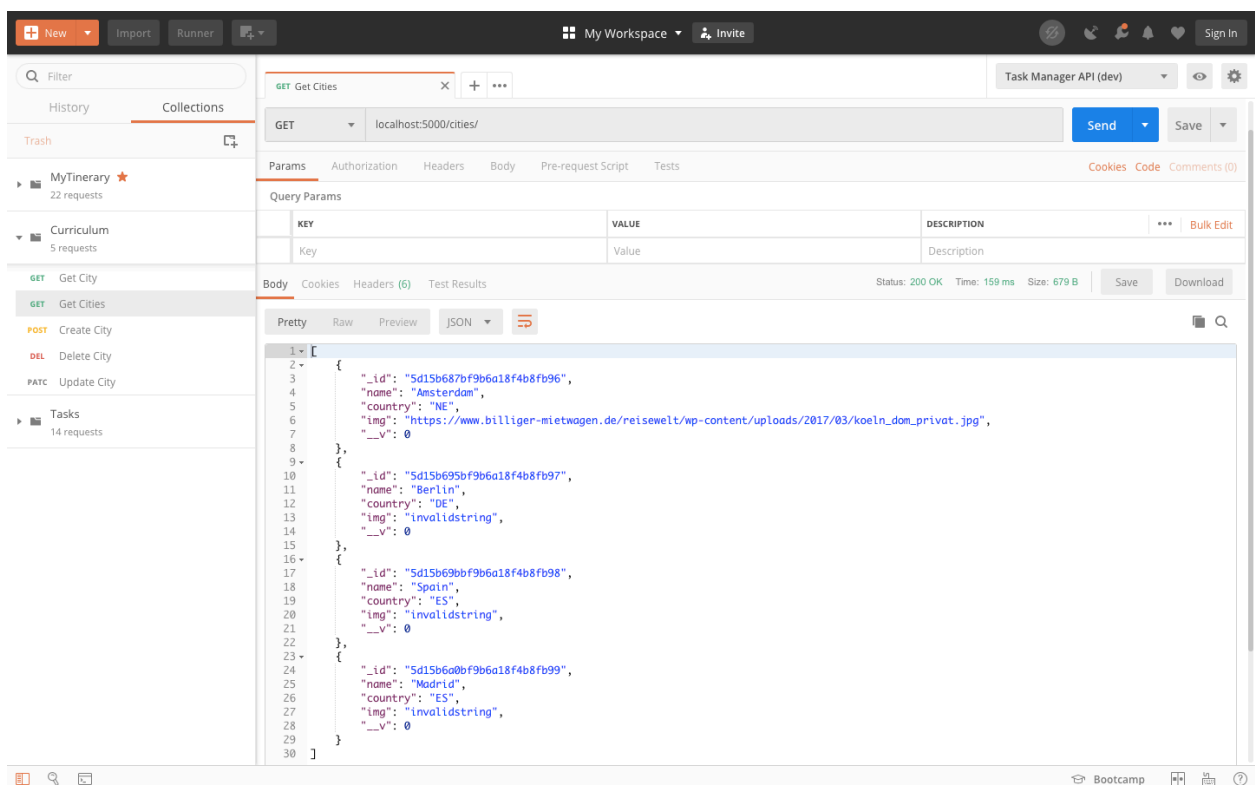 New Import Runner My Workspace Invite Sign In
Filter
History Collections
Trash
MyTinerary
22 requests
Curriculum
5 requests
GET Get City
GET Get Cities
POST Create City
DEL Delete City
PATC Update City
Tasks
14 requests
GET Get Cities
Task Manager API (dev)
GET localhost:5000/cities/ Send Save
Params Authorization Headers Body Pre-request Script Tests Cookies Code Comments (0)
Query Params
KEY VALUE DESCRIPTION Bulk Edit
Key Value Description
Body Cookies Headers (6) Test Results Status: 200 OK Time: 159 ms Size: 679 B Save Download
Pretty Raw Preview JSON
1 [
2 {
3 "_id": "5d15b687bf9b6a18f4b8fb96",
4 "name": "Amsterdam",
5 "country": "NE",
6 "img": "https://www.billiger-mietwagen.de/reisewelt/wp-content/uploads/2017/03/koeln_dom_privat.jpg",
7 "__v": 0
8 },
9 {
10 "_id": "5d15b695bf9b6a18f4b8fb97",
11 "name": "Berlin",
12 "country": "DE",
13 "img": "invalidstring",
14 "__v": 0
15 },
16 {
17 "_id": "5d15b69bbf9b6a18f4b8fb98",
18 "name": "Spain",
19 "country": "ES",
20 "img": "invalidstring",
21 "__v": 0
22 },
23 {
24 "_id": "5d15b6a0bf9b6a18f4b8fb99",
25 "name": "Madrid",
26 "country": "ES",
27 "img": "invalidstring",
28 "__v": 0
29 }
30 ]
Bootcamp